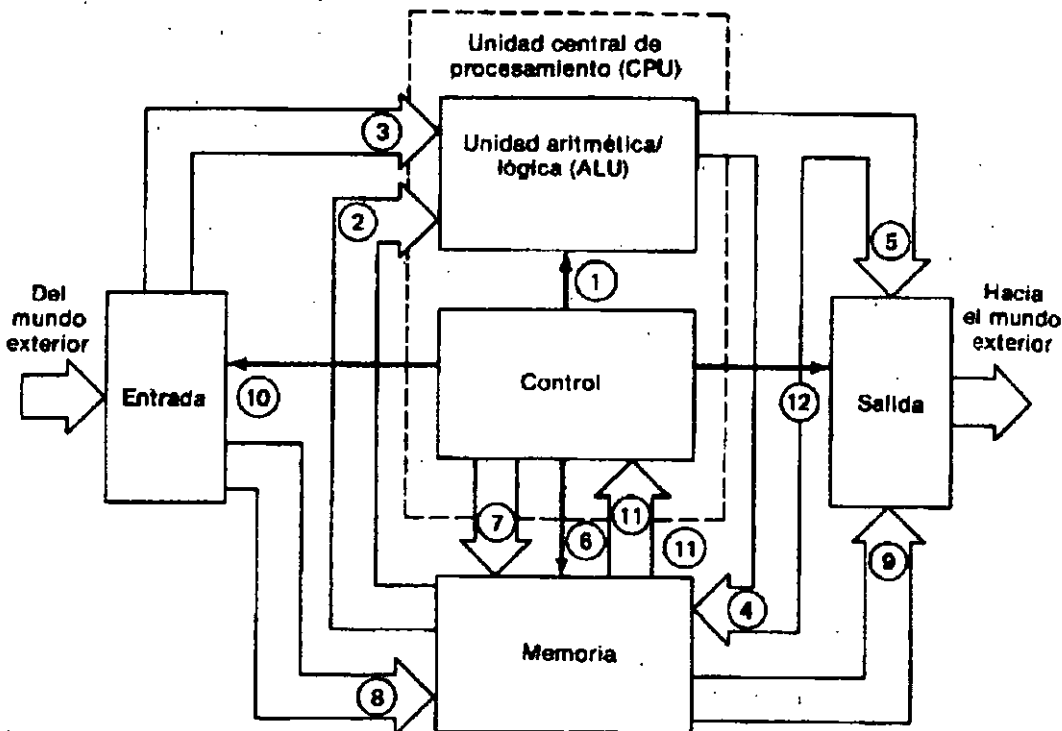 Unidad central de
procesamiento (CPU)
3
Unidad aritmética/
lógica (ALU)
2
5
1
Del
mundo
exterior
Hacia
el mundo
exterior
Entrada
10
Control
12
Salida
7
6
11
11
9
4
Memoria
8